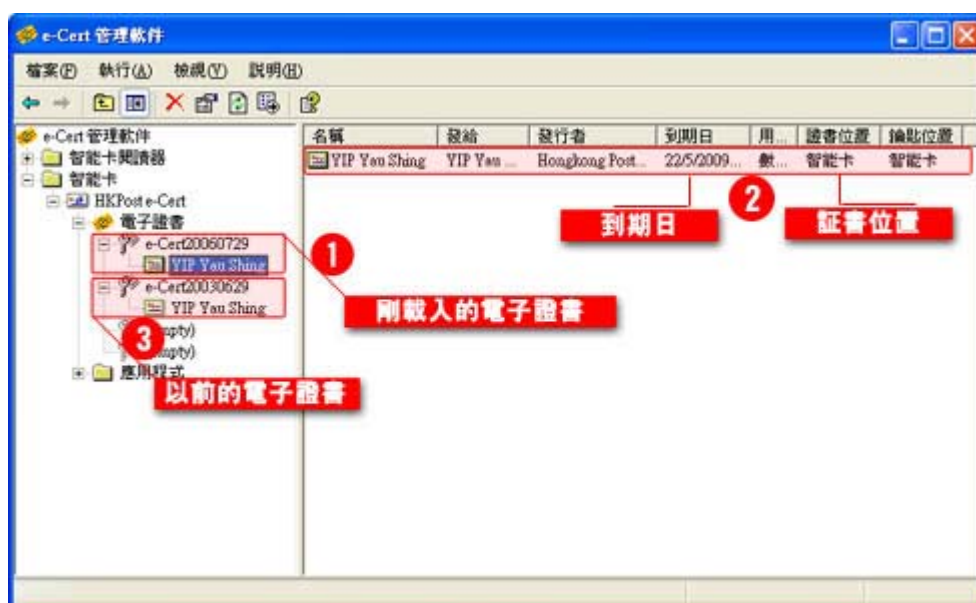 e-Cert 管理軟件
檔案(F) 執行(A) 檢視(V) 說明(H)
e-Cert 管理軟件
智能卡閱讀器
智能卡
HKPost e-Cert
電子證書
e-Cert20060729
YIP Yau Shing
e-Cert20030629
YIP Yau Shing
mpty)
mpty)
應用程式
名稱 發給 發行者 到期日 用... 證書位置 鑰匙位置
YIP Yau Shing YIP Yau ... Hongkong Post... 22/5/2009... 數... 智能卡 智能卡
1
剛載入的電子證書
2
到期日
証書位置
3
以前的電子證書